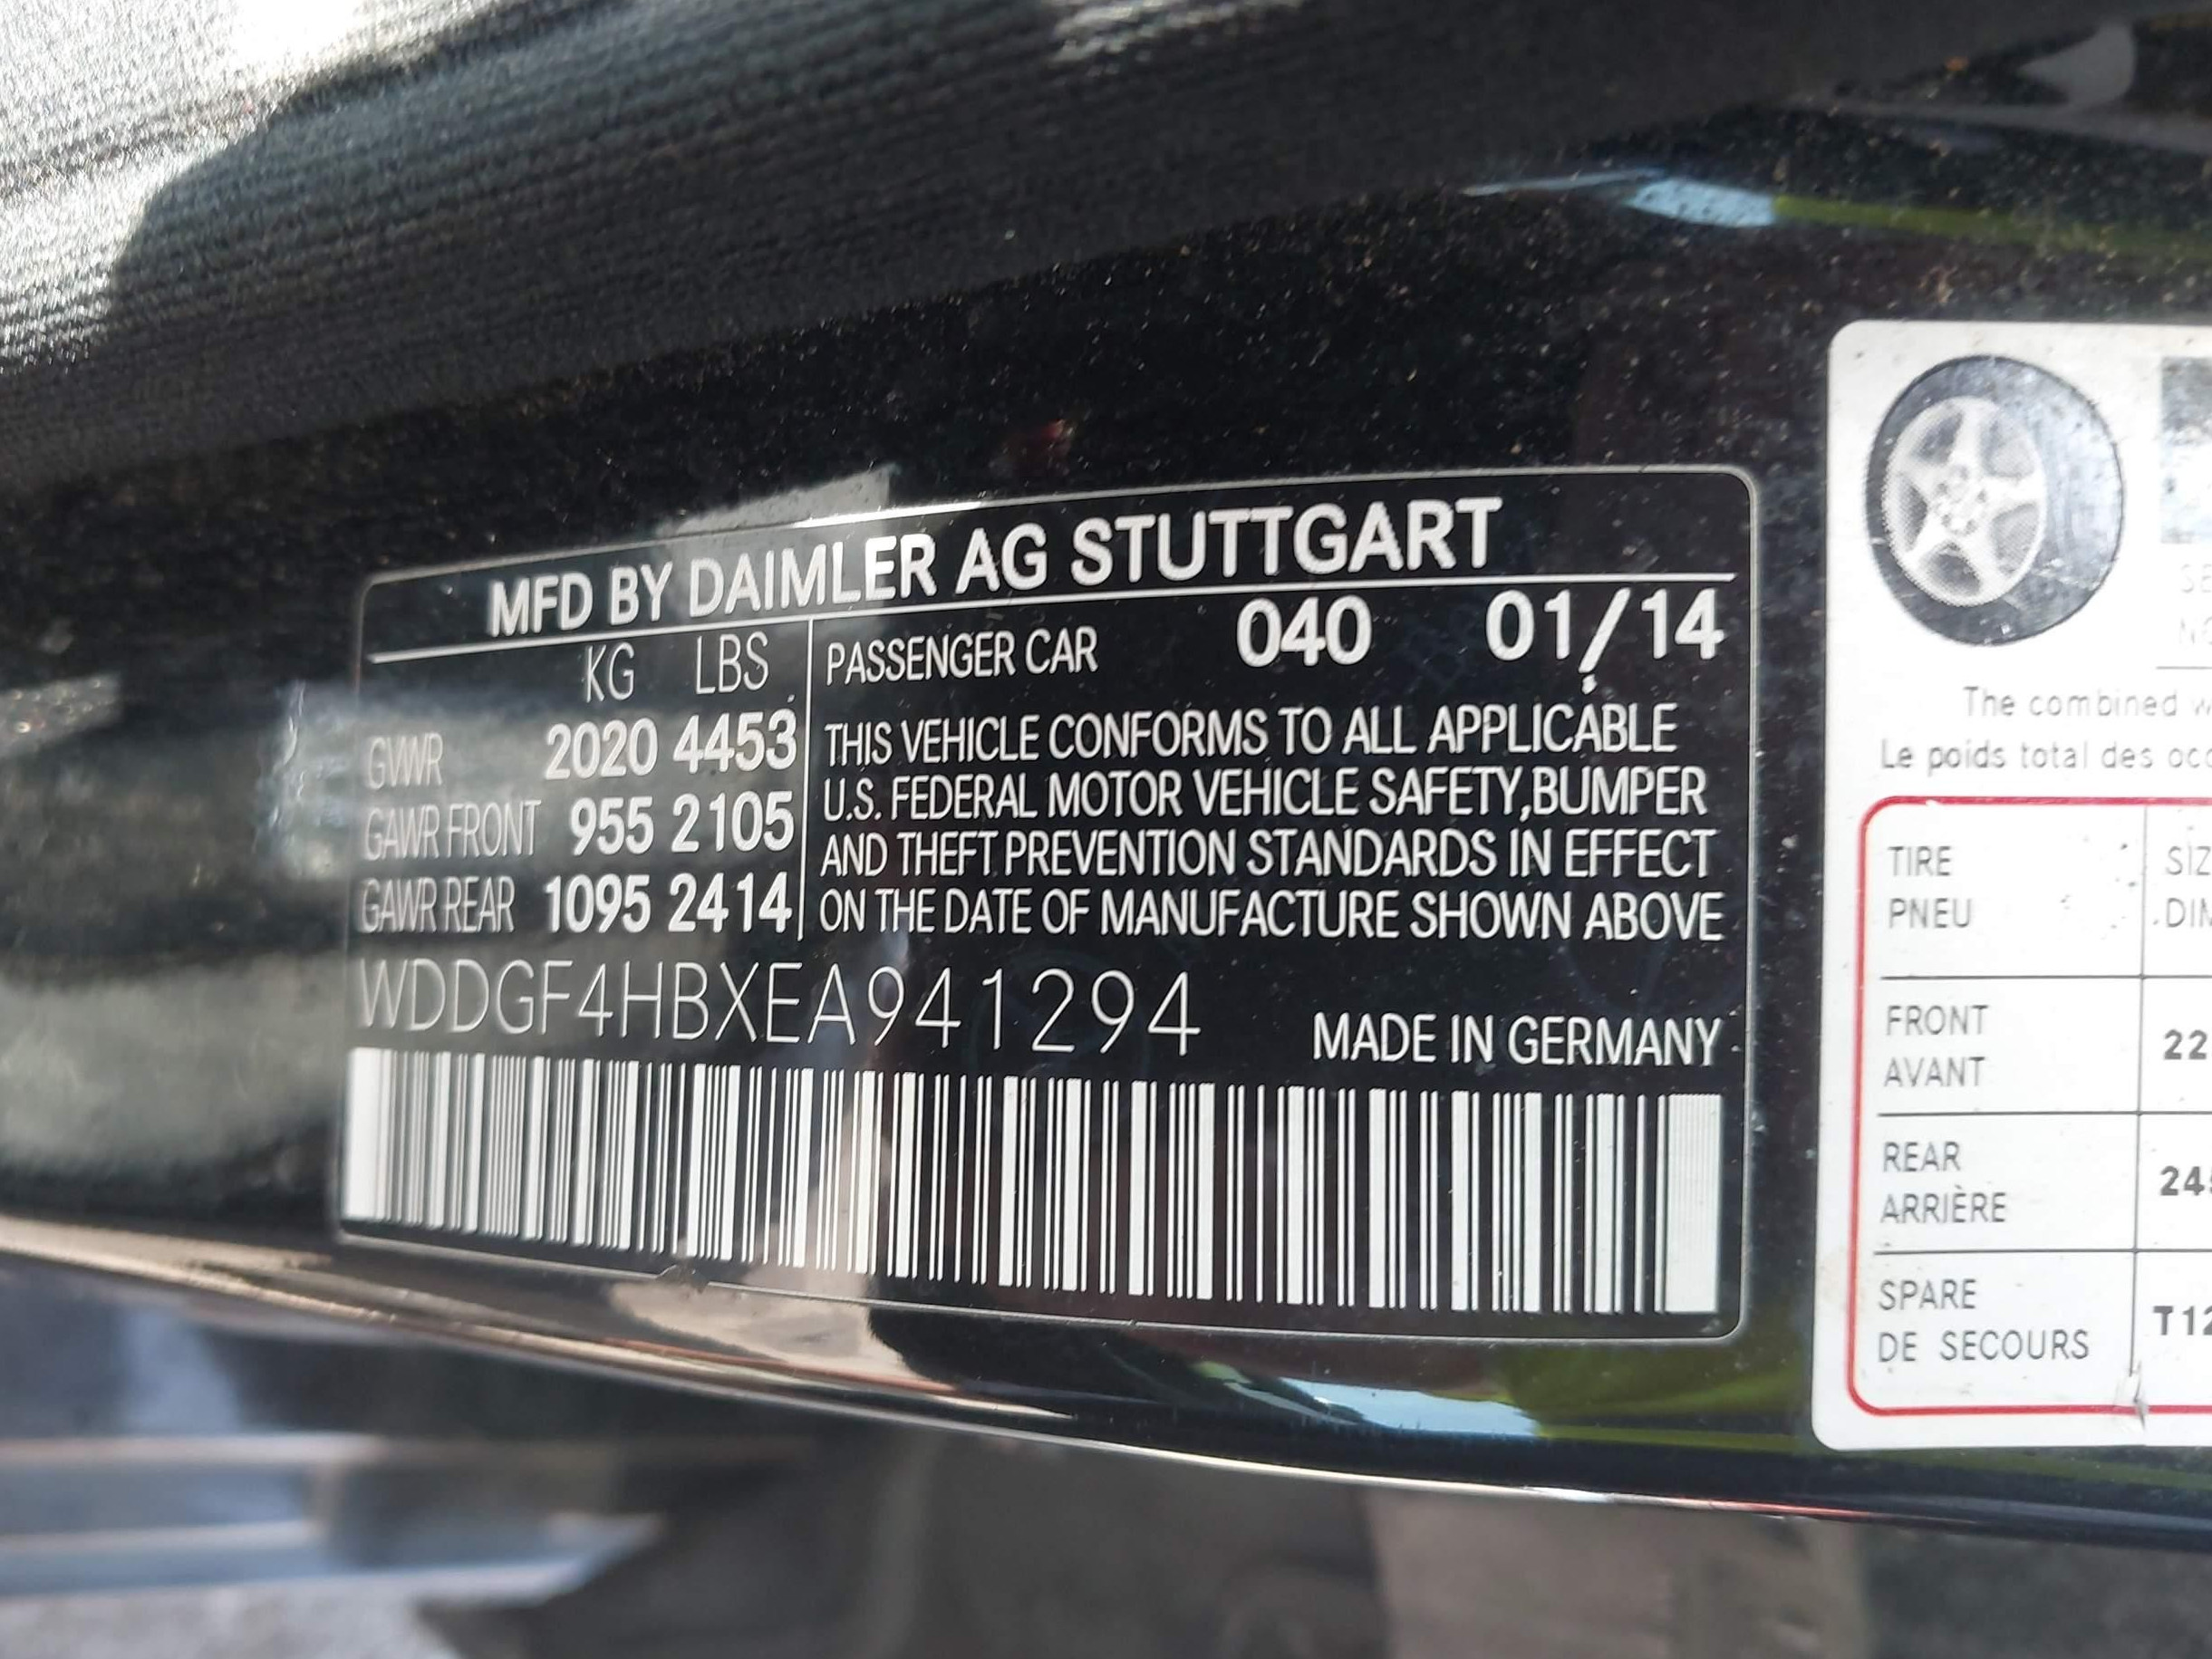 MFD BY DAIMLER AG STUTTGART
KG LBS
GVWR 2020 4453
GAWR FRONT 955 2105
GAWR REAR 1095 2414
PASSENGER CAR 040 01/14
THIS VEHICLE CONFORMS TO ALL APPLICABLE
U.S. FEDERAL MOTOR VEHICLE SAFETY,BUMPER
AND THEFT PREVENTION STANDARDS IN EFFECT
ON THE DATE OF MANUFACTURE SHOWN ABOVE
WDDGF4HBXEA941294
MADE IN GERMANY
The combined
Le poids total des
TIRE
PNEU
FRONT
AVANT
REAR
ARRIÈRE
SPARE
DE SECOURS